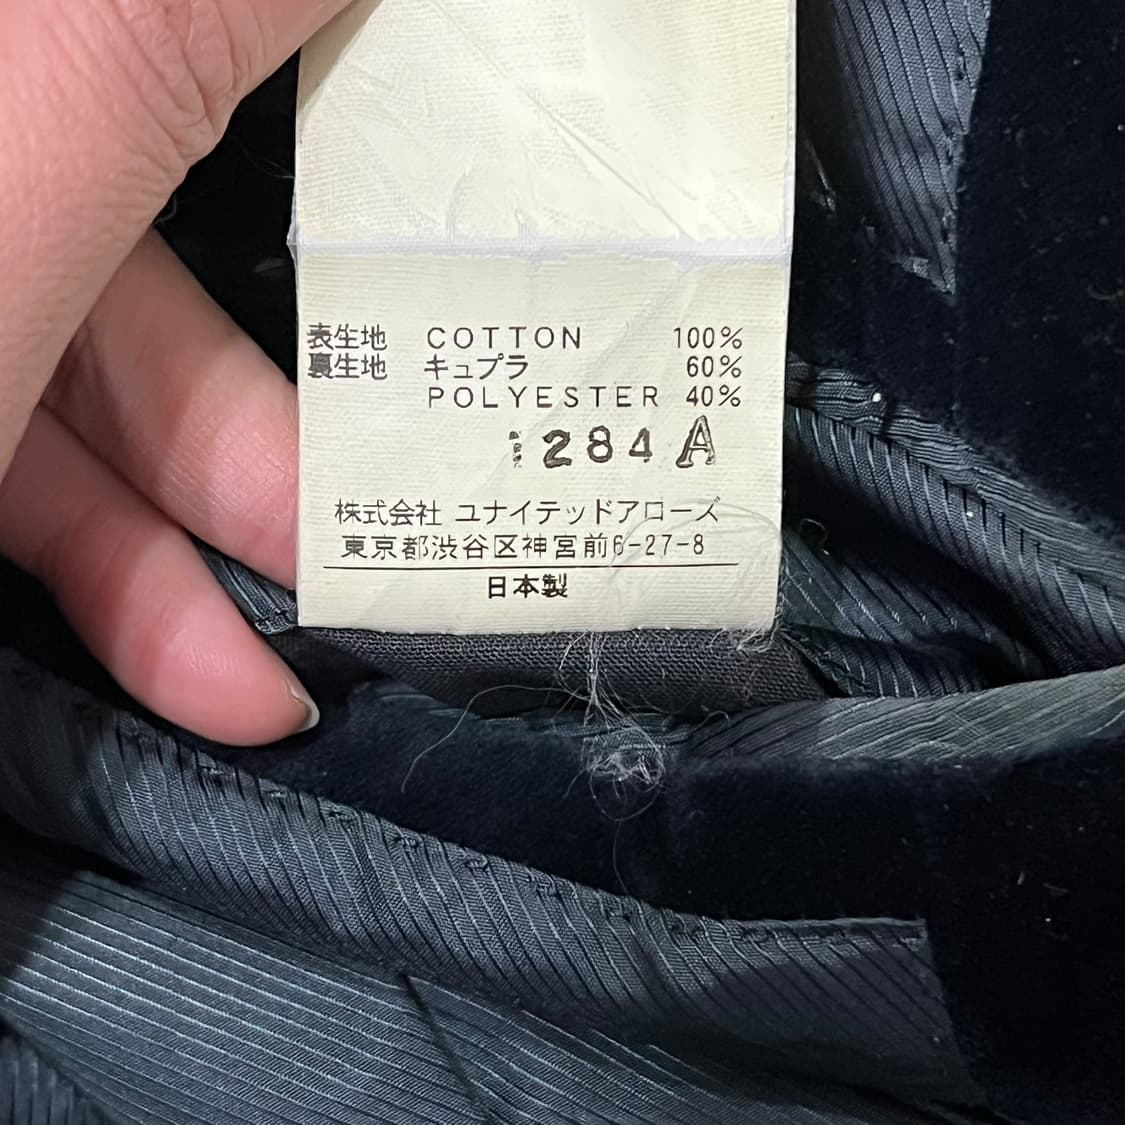 表生地 COTTON 100%
裏生地 キュプラ 60%
POLYESTER 40%
284 A
株式会社 ユナイテッドアローズ
東京都渋谷区神宮前6-27-8
日本製